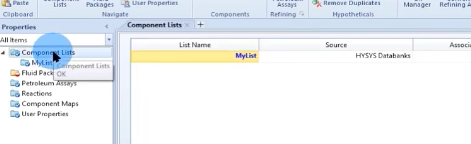 Paste
Lists
Packages
User Properties
Assays
Remove Duplicates
Manager
Refining
Clipboard
Navigate
Components
Refining
Hypotheticals
Properties
Component Lists
+
All Items
List Name
Source
Associ
Component Lists
MyList
HYSYS Databanks
MyList
Component Lists
OK
Fluid Pack
Petroleum Assays
Reactions
Component Maps
User Properties